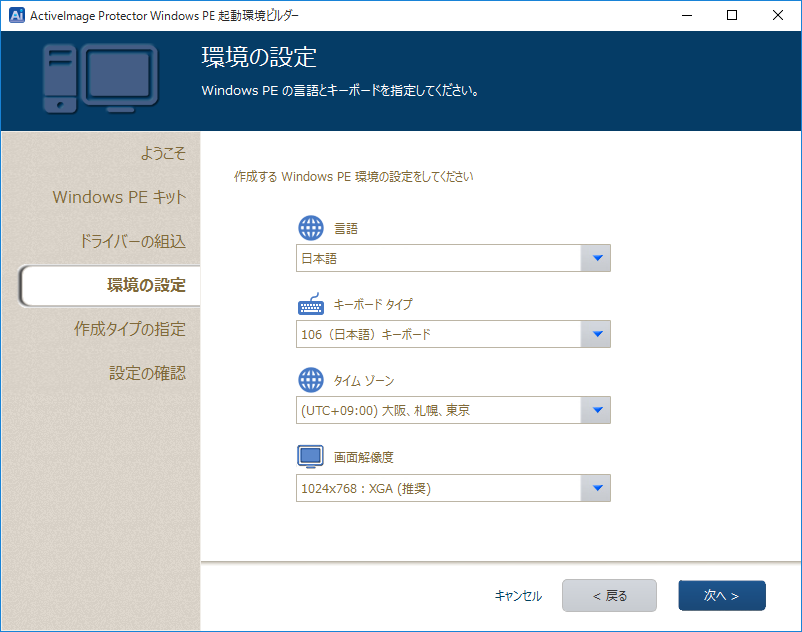 Ai ActiveImage Protector Windows PE 起動環境ビルダー
環境の設定
Windows PE の言語とキーボードを指定してください。
ようこそ
Windows PE キット
ドライバーの組込
環境の設定
作成タイプの指定
設定の確認
作成する Windows PE 環境の設定をしてください
言語
日本語
キーボード タイプ
106（日本語）キーボード
タイム ゾーン
(UTC+09:00) 大阪、札幌、東京
画面解像度
1024x768 : XGA (推奨)
キャンセル
< 戻る
次へ >